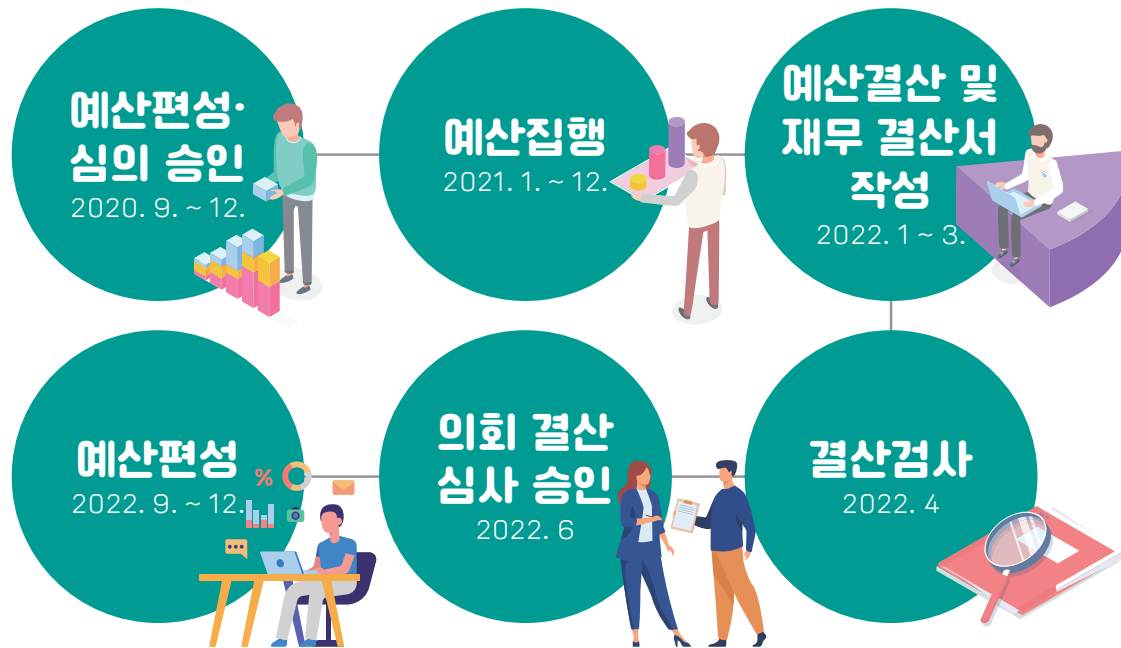 예산편성·
심의 승인
2020. 9. ~ 12.
예산집행
2021. 1. ~ 12.
예산결산 및
재무 결산서
작성
2022. 1 ~ 3.
결산검사
2022. 4
의회 결산
심사 승인
2022. 6
예산편성
2022. 9. ~ 12.
%